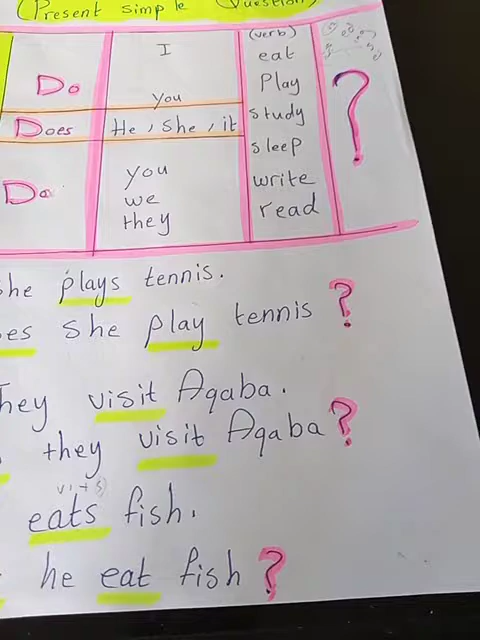 (Present simple Question)
(verb)
I
eat
Do
you
Play
Does
He, She, it
study
sleep
Do
you
we
they
write
read
?
he plays tennis.
es she play tennis ?
hey visit Aqaba.
they visit Aqaba ?
eats fish.
he eat fish ?